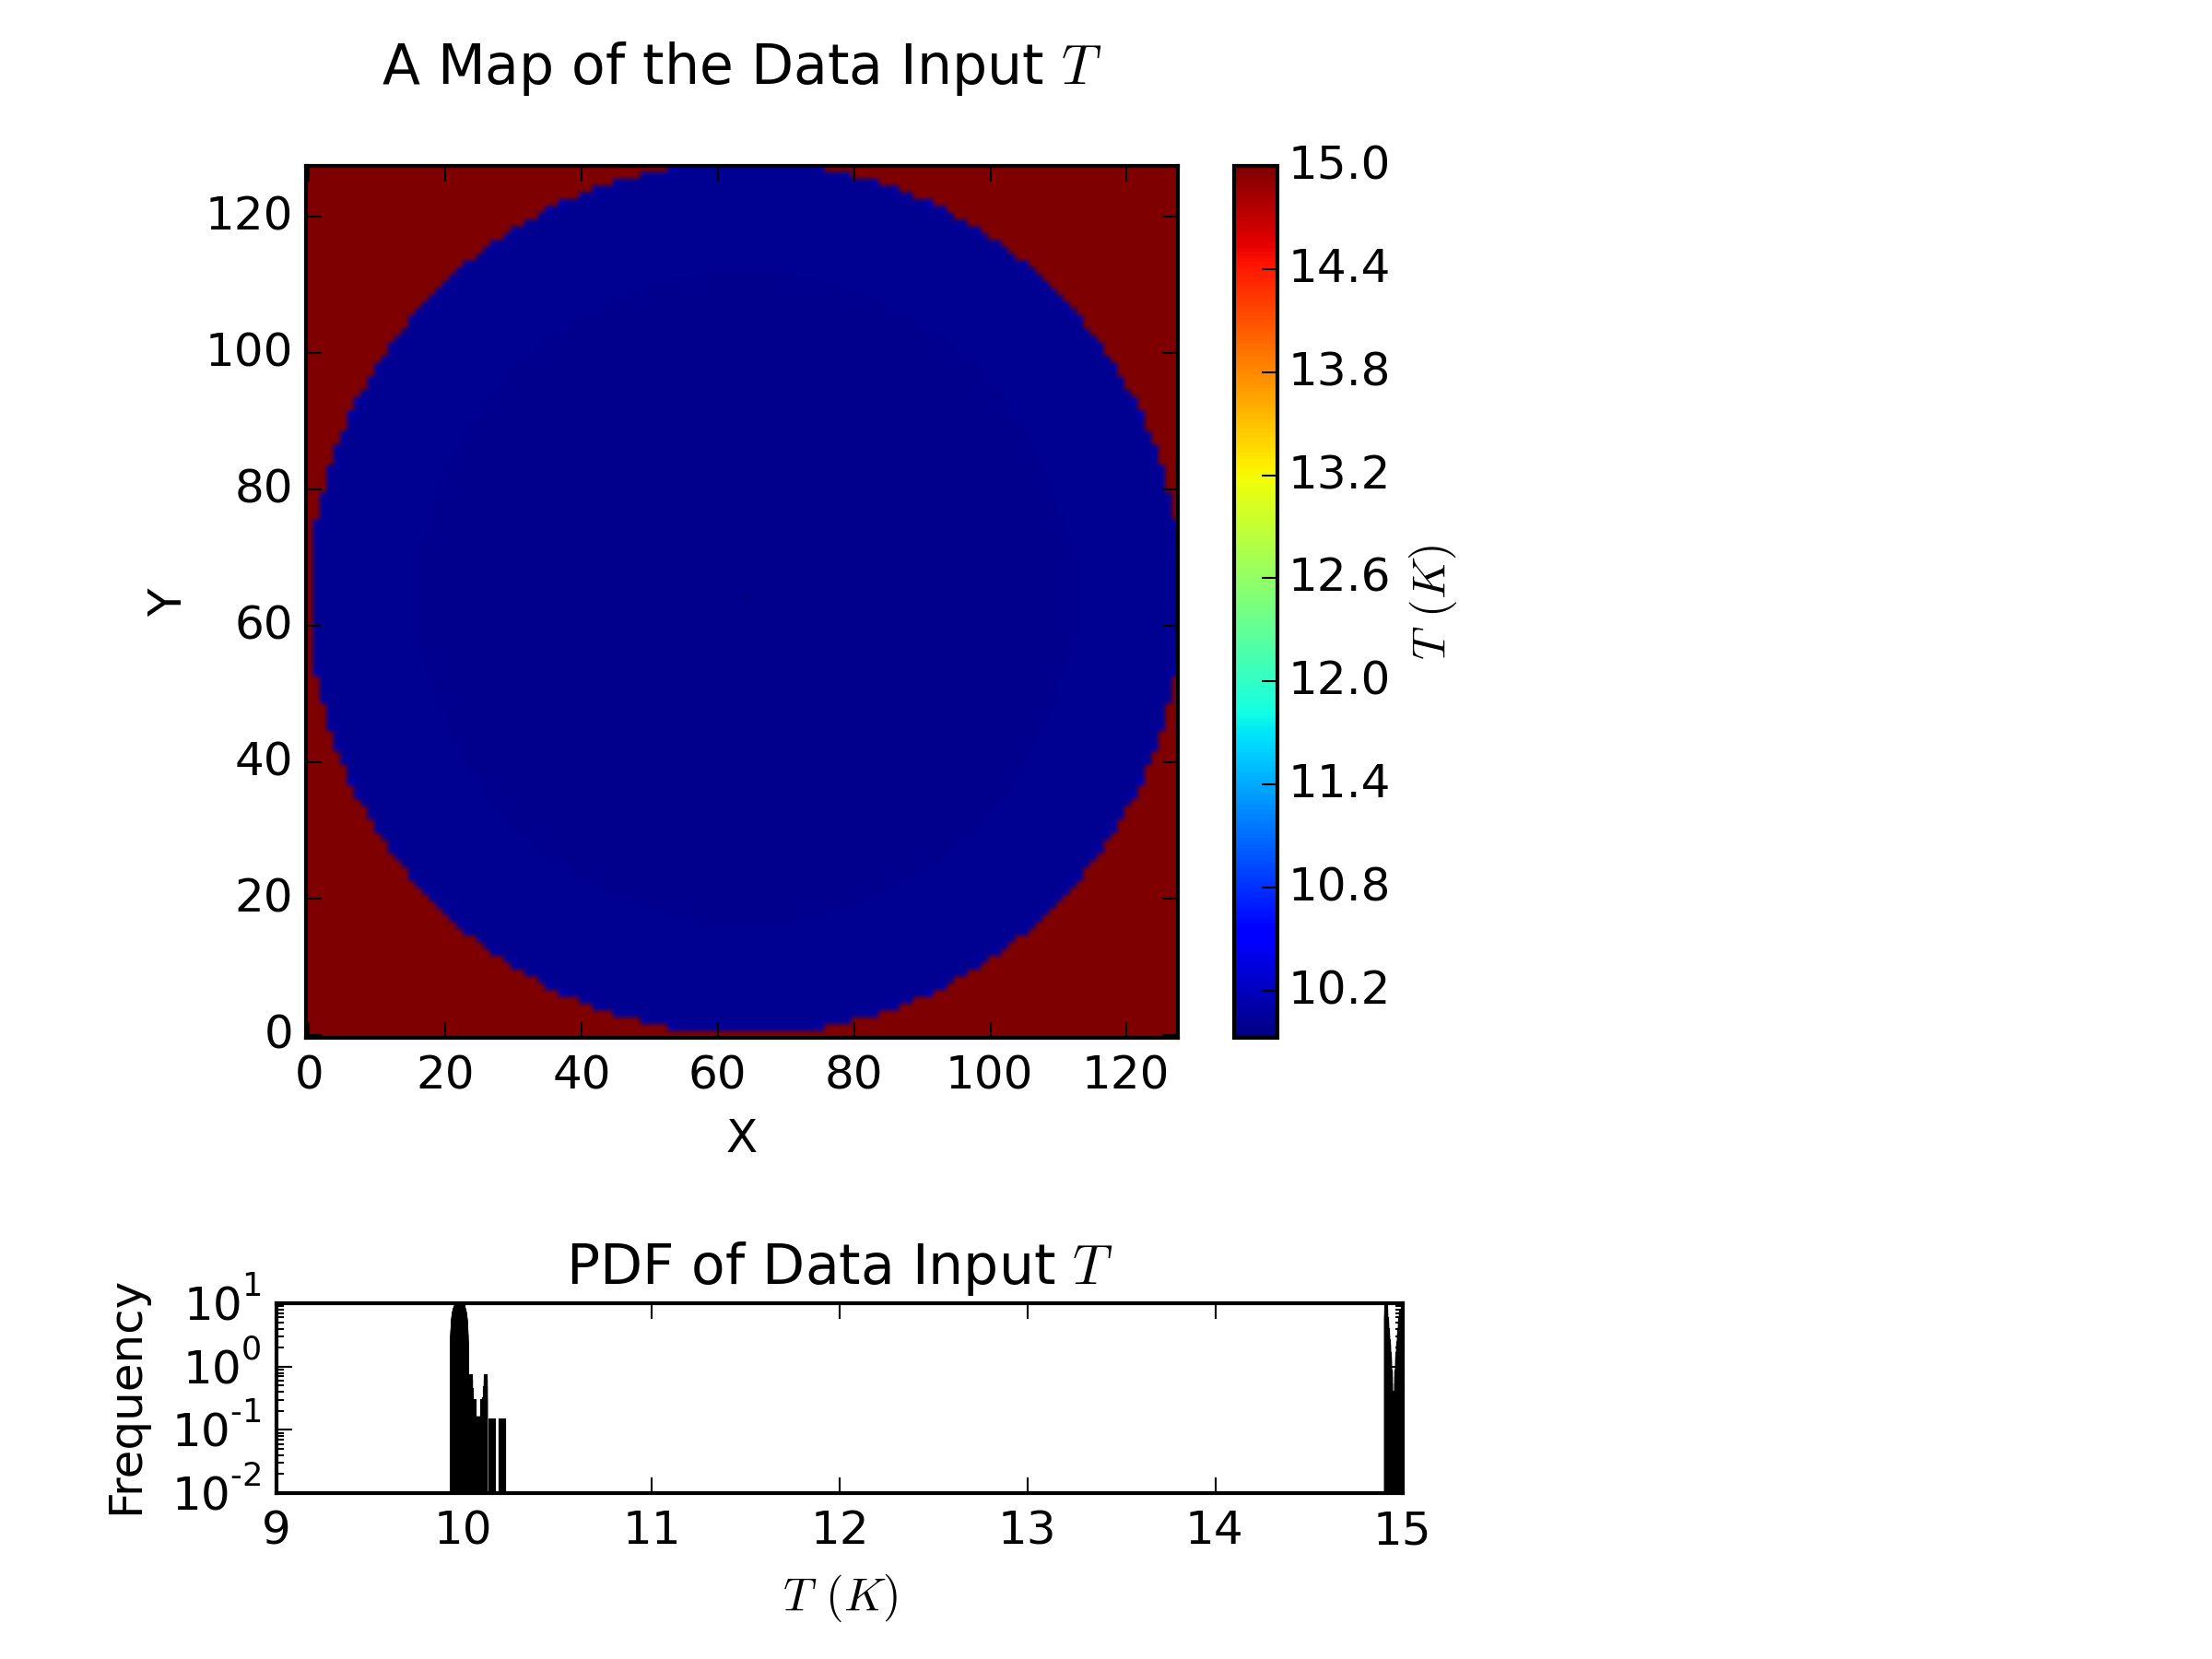 A Map of the Data Input T
120
100
80
60
40
20
0
Y
0 20 40 60 80 100 120
X
15.0
14.4
13.8
13.2
12.6
12.0
11.4
10.8
10.2
T (K)
PDF of Data Input T
Frequency
10^1
10^0
10^-1
10^-2
9 10 11 12 13 14 15
T (K)